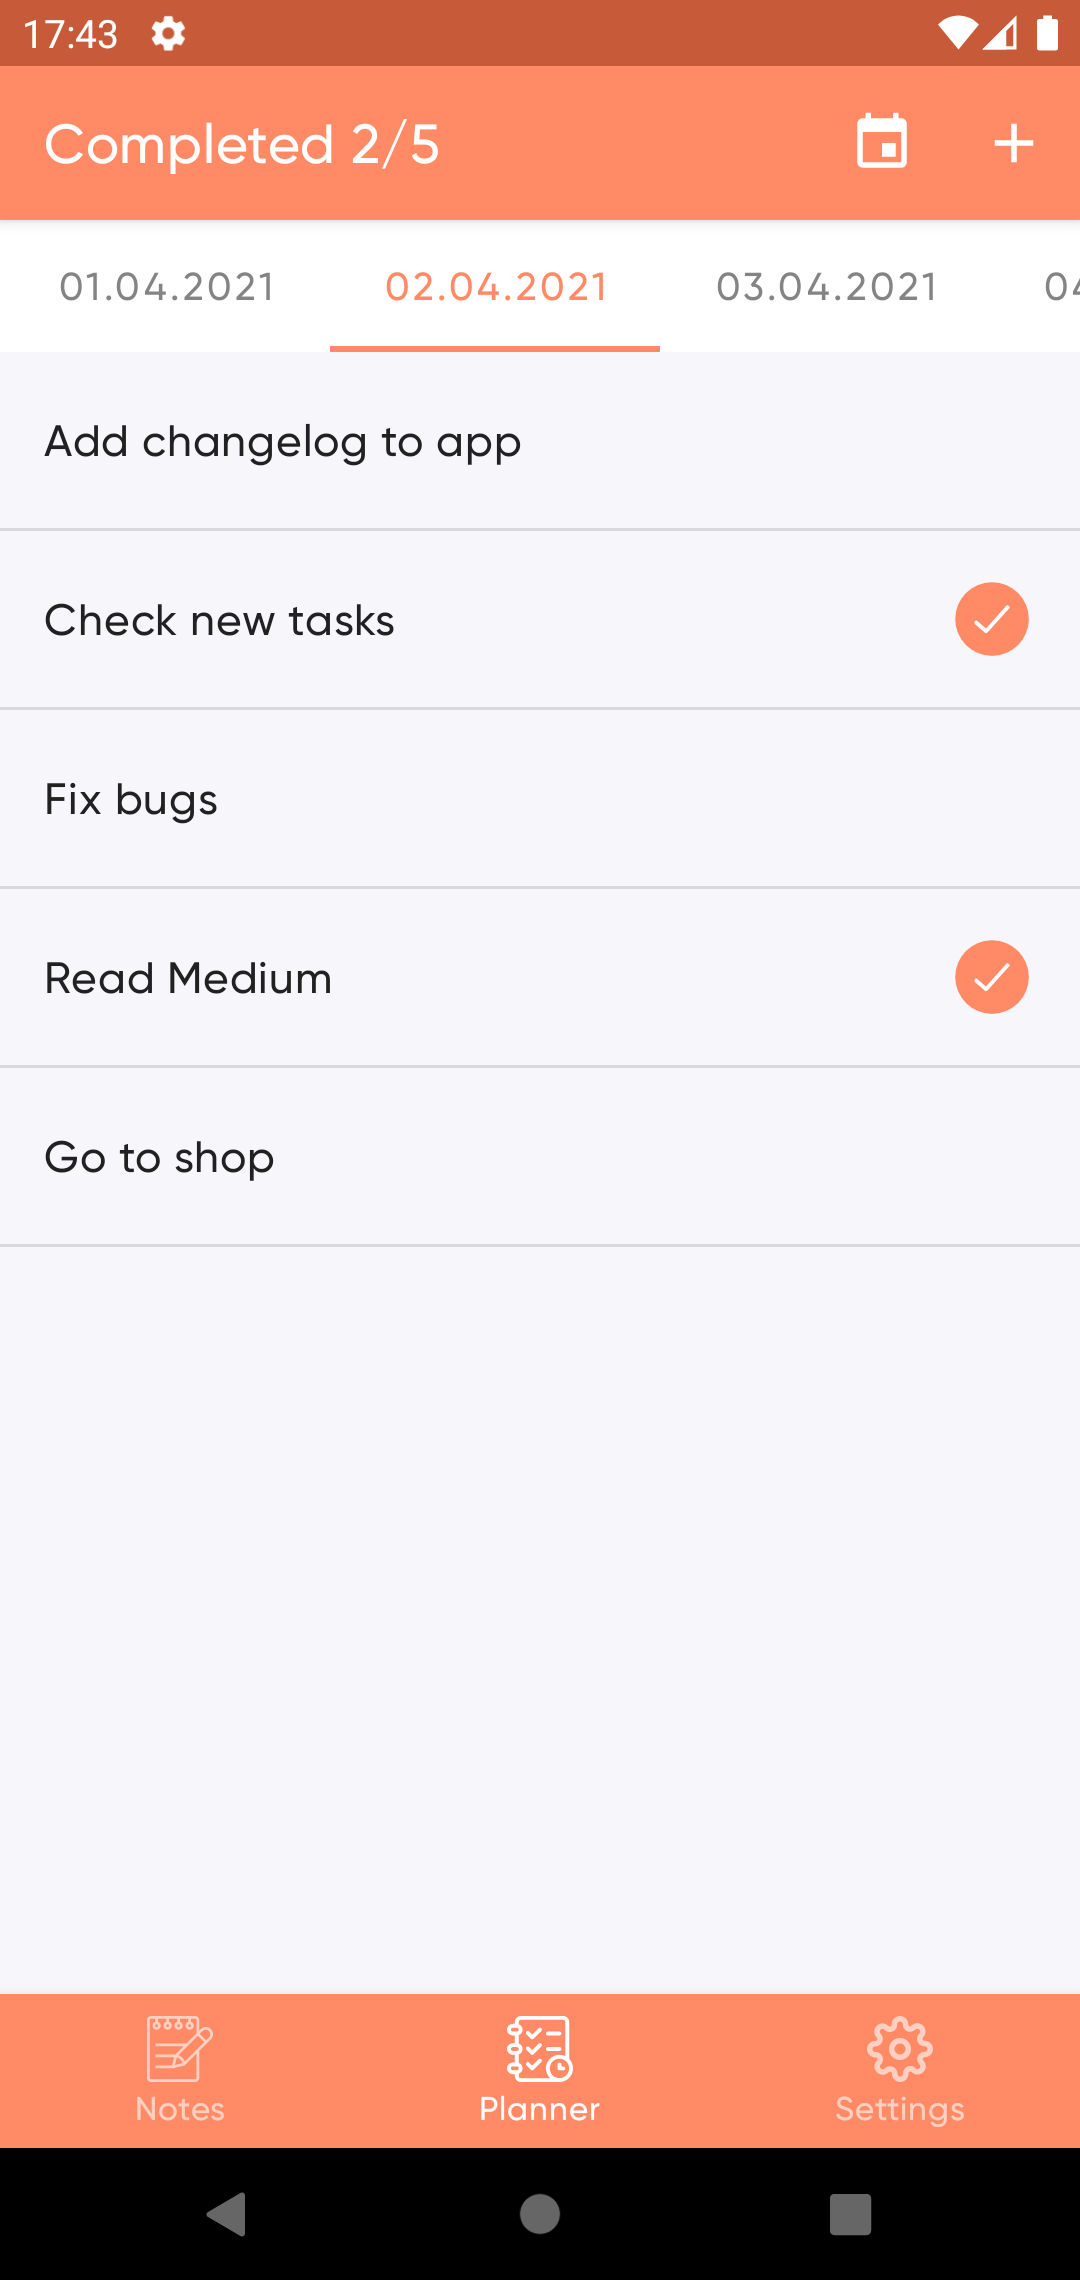 17:43
Completed 2/5
01.04.2021 02.04.2021 03.04.2021
Add changelog to app
Check new tasks
Fix bugs
Read Medium
Go to shop
Notes Planner Settings